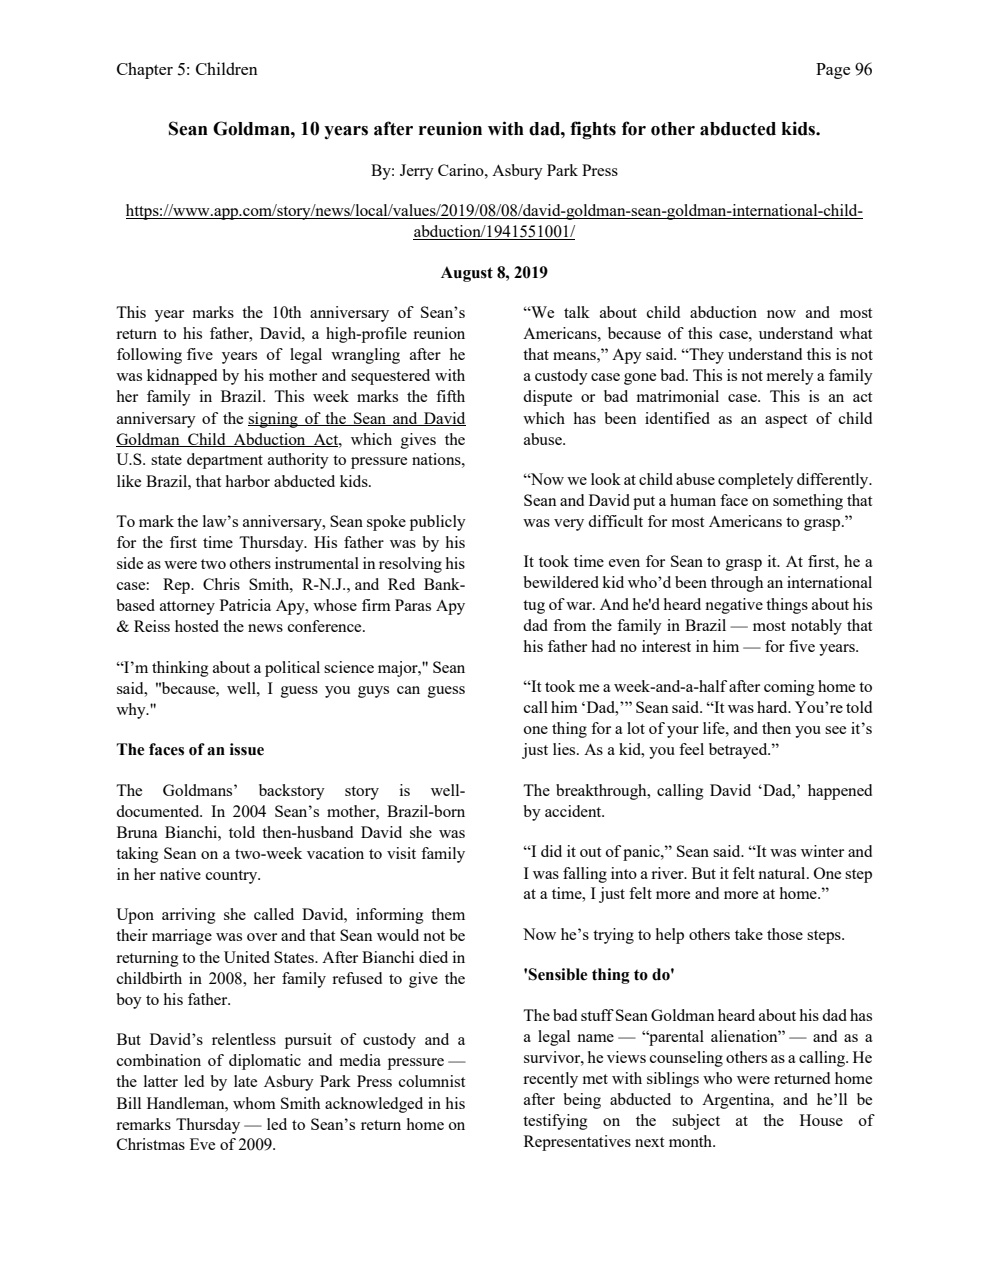 Chapter 5: Children
Page 96
Sean Goldman, 10 years after reunion with dad, fights for other abducted kids.
By: Jerry Carino, Asbury Park Press
https://www.app.com/story/news/local/values/2019/08/08/david-goldman-sean-goldman-international-child-
abduction/1941551001/
August 8, 2019
This year marks the 10th anniversary of Sean’s
return to his father, David, a high-profile reunion
following five years of legal wrangling after he
was kidnapped by his mother and sequestered with
her family in Brazil. This week marks the fifth
anniversary of the signing of the Sean and David
Goldman Child Abduction Act, which gives the
U.S. state department authority to pressure nations,
like Brazil, that harbor abducted kids.
To mark the law’s anniversary, Sean spoke publicly
for the first time Thursday. His father was by his
side as were two others instrumental in resolving his
case: Rep. Chris Smith, R-N.J., and Red Bank-
based attorney Patricia Apy, whose firm Paras Apy
& Reiss hosted the news conference.
“I’m thinking about a political science major," Sean
said, "because, well, I guess you guys can guess
why."
The faces of an issue
The Goldmans’ backstory story is well-
documented. In 2004 Sean’s mother, Brazil-born
Bruna Bianchi, told then-husband David she was
taking Sean on a two-week vacation to visit family
in her native country.
Upon arriving she called David, informing them
their marriage was over and that Sean would not be
returning to the United States. After Bianchi died in
childbirth in 2008, her family refused to give the
boy to his father.
But David’s relentless pursuit of custody and a
combination of diplomatic and media pressure —
the latter led by late Asbury Park Press columnist
Bill Handleman, whom Smith acknowledged in his
remarks Thursday — led to Sean’s return home on
Christmas Eve of 2009.
“We talk about child abduction now and most
Americans, because of this case, understand what
that means,” Apy said. “They understand this is not
a custody case gone bad. This is not merely a family
dispute or bad matrimonial case. This is an act
which has been identified as an aspect of child
abuse.
“Now we look at child abuse completely differently.
Sean and David put a human face on something that
was very difficult for most Americans to grasp.”
It took time even for Sean to grasp it. At first, he a
bewildered kid who’d been through an international
tug of war. And he'd heard negative things about his
dad from the family in Brazil — most notably that
his father had no interest in him — for five years.
“It took me a week-and-a-half after coming home to
call him ‘Dad,’” Sean said. “It was hard. You’re told
one thing for a lot of your life, and then you see it’s
just lies. As a kid, you feel betrayed.”
The breakthrough, calling David ‘Dad,’ happened
by accident.
“I did it out of panic,” Sean said. “It was winter and
I was falling into a river. But it felt natural. One step
at a time, I just felt more and more at home.”
Now he’s trying to help others take those steps.
'Sensible thing to do'
The bad stuff Sean Goldman heard about his dad has
a legal name — “parental alienation” — and as a
survivor, he views counseling others as a calling. He
recently met with siblings who were returned home
after being abducted to Argentina, and he’ll be
testifying on the subject at the House of
Representatives next month.